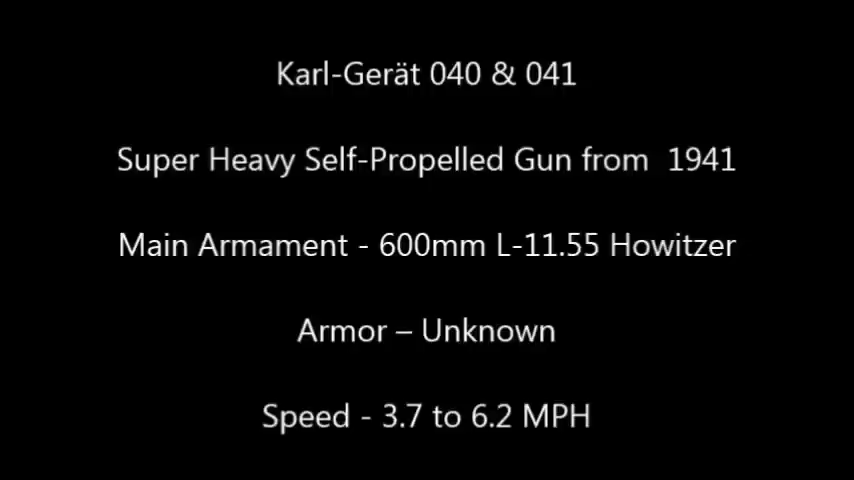 Karl-Gerät 040 & 041
Super Heavy Self-Propelled Gun from  1941
Main Armament - 600mm L-11.55 Howitzer
Armor – Unknown
Speed - 3.7 to 6.2 MPH